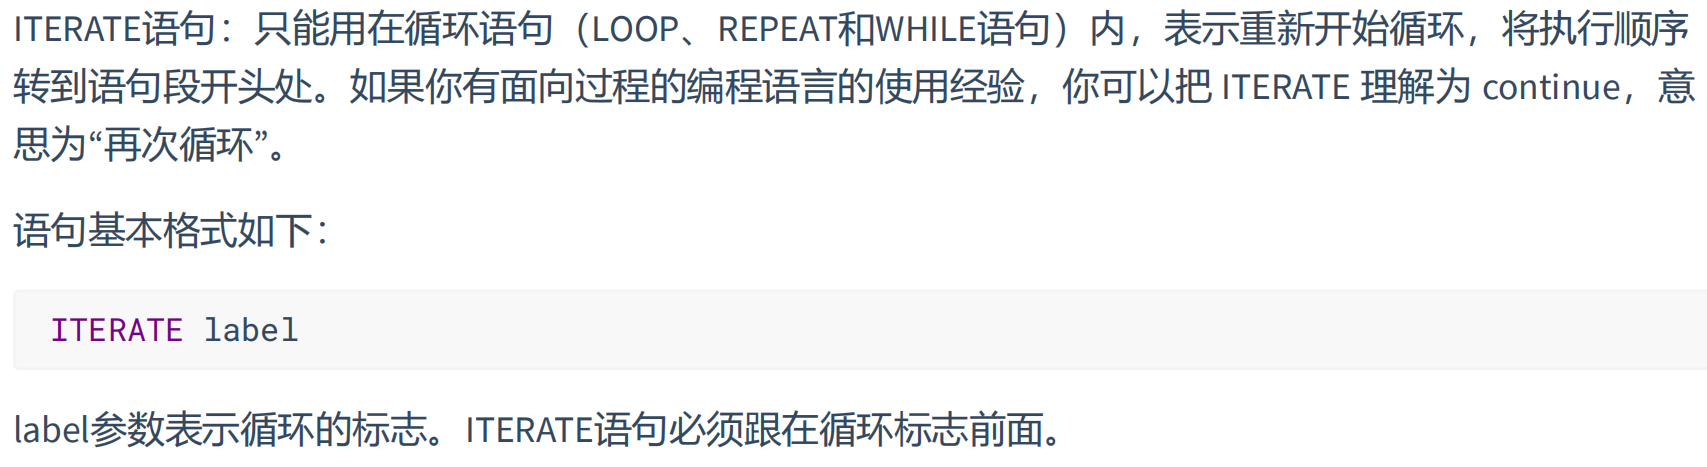 ITERATE语句：只能用在循环语句（LOOP、REPEAT和WHILE语句）内，表示重新开始循环，将执行顺序
转到语句段开头处。如果你有面向过程的编程语言的使用经验，你可以把 ITERATE 理解为 continue，意
思为“再次循环”。
语句基本格式如下：
ITERATE label
label参数表示循环的标志。ITERATE语句必须跟在循环标志前面。